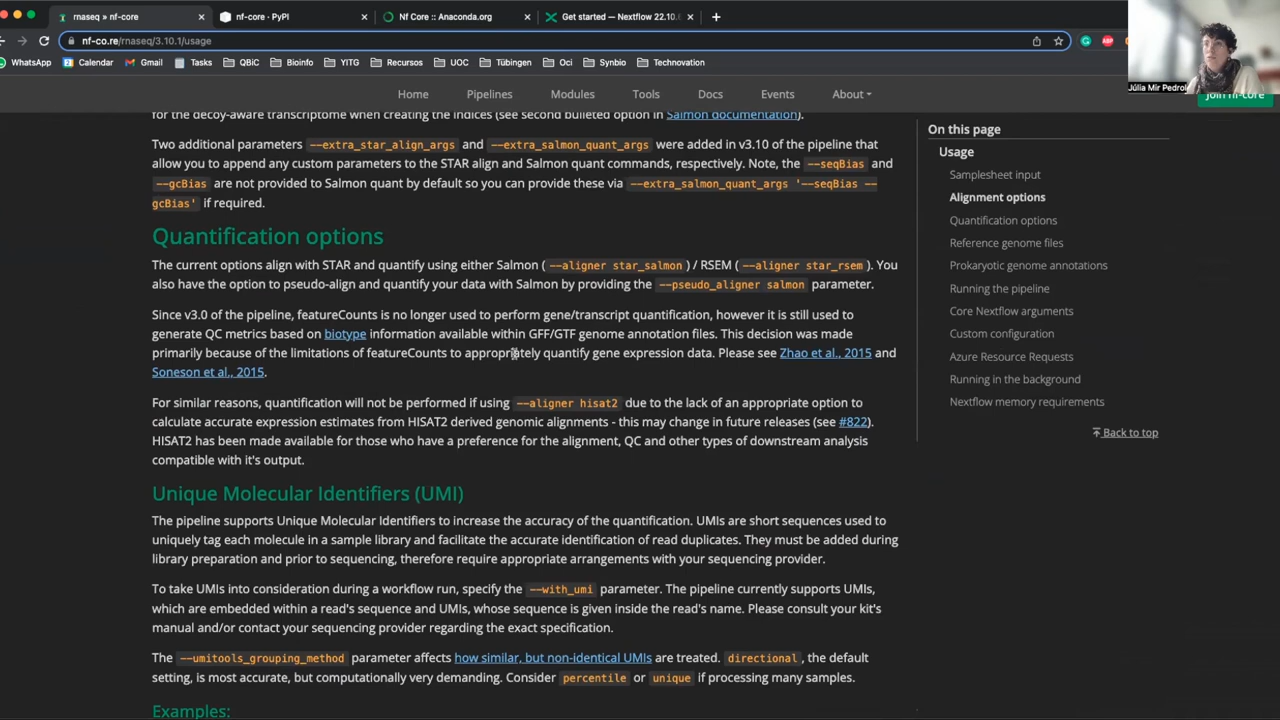 rnaseq » nf-core
nf-core · PyPI
Nf Core :: Anaconda.org
Get started — Nextflow 22.10.
nf-co.re/rnaseq/3.10.1/usage
WhatsApp Calendar Gmail Tasks QBiC Bioinfo YITG Recursos UOC Tübingen Oci Synbio Technovation
Júlia Mir Pedrol
Home Pipelines Modules Tools Docs Events About
Join nf-core
for the decoy-aware transcriptome when creating the indices (see second bulleted option in Salmon documentation).
Two additional parameters --extra_star_align_args and --extra_salmon_quant_args were added in v3.10 of the pipeline that
allow you to append any custom parameters to the STAR align and Salmon quant commands, respectively. Note, the --seqBias and
--gcBias are not provided to Salmon quant by default so you can provide these via --extra_salmon_quant_args '--seqBias --
gcBias' if required.
Quantification options
The current options align with STAR and quantify using either Salmon ( --aligner star_salmon ) / RSEM ( --aligner star_rsem ). You
also have the option to pseudo-align and quantify your data with Salmon by providing the --pseudo_aligner salmon parameter.
Since v3.0 of the pipeline, featureCounts is no longer used to perform gene/transcript quantification, however it is still used to
generate QC metrics based on biotype information available within GFF/GTF genome annotation files. This decision was made
primarily because of the limitations of featureCounts to appropriately quantify gene expression data. Please see Zhao et al., 2015 and
Soneson et al., 2015.
For similar reasons, quantification will not be performed if using --aligner hisat2 due to the lack of an appropriate option to
calculate accurate expression estimates from HISAT2 derived genomic alignments - this may change in future releases (see #822).
HISAT2 has been made available for those who have a preference for the alignment, QC and other types of downstream analysis
compatible with it's output.
Unique Molecular Identifiers (UMI)
The pipeline supports Unique Molecular Identifiers to increase the accuracy of the quantification. UMIs are short sequences used to
uniquely tag each molecule in a sample library and facilitate the accurate identification of read duplicates. They must be added during
library preparation and prior to sequencing, therefore require appropriate arrangements with your sequencing provider.
To take UMIs into consideration during a workflow run, specify the --with_umi parameter. The pipeline currently supports UMIs,
which are embedded within a read's sequence and UMIs, whose sequence is given inside the read's name. Please consult your kit's
manual and/or contact your sequencing provider regarding the exact specification.
The --umitools_grouping_method parameter affects how similar, but non-identical UMIs are treated. directional, the default
setting, is most accurate, but computationally very demanding. Consider percentile or unique if processing many samples.
Examples:
On this page
Usage
Samplesheet input
Alignment options
Quantification options
Reference genome files
Prokaryotic genome annotations
Running the pipeline
Core Nextflow arguments
Custom configuration
Azure Resource Requests
Running in the background
Nextflow memory requirements
Back to top